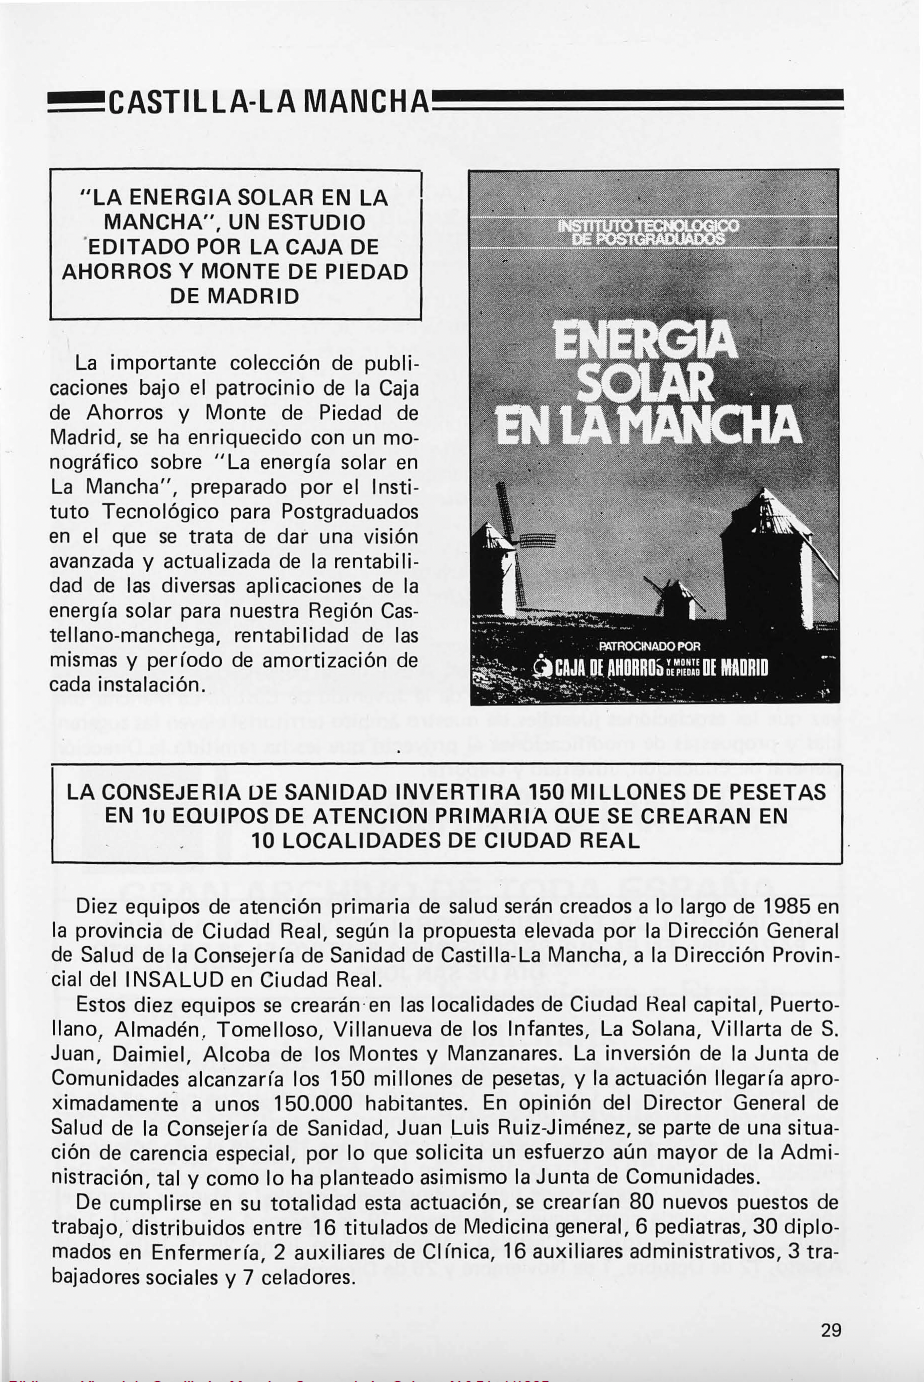 CASTILLA-LA MANCHA
"LA ENERGIA SOLAR EN LA
MANCHA", UN ESTUDIO
EDITADO POR LA CAJA DE
AHORROS Y MONTE DE PIEDAD
DE MADRID
La importante colección de publi-
caciones bajo el patrocinio de la Caja
de Ahorros y Monte de Piedad de
Madrid, se ha enriquecido con un mo-
nográfico sobre "La energía solar en
La Mancha", preparado por el Insti-
tuto Tecnológico para Postgraduados
en el que se trata de dar una visión
avanzada y actualizada de la rentabili-
dad de las diversas aplicaciones de la
energía solar para nuestra Región Cas-
tellano-manchega, rentabilidad de las
mismas y período de amortización de
cada instalación.
INSTITUTO TECNOLOGICO
DE POSTGRADUADOS
ENERGIA
SOLAR
EN LA MANCHA
PATROCINADO POR
CAJA DE AHORROS Y MONTE DE PIEDAD DE MADRID
LA CONSEJERIA DE SANIDAD INVERTIRA 150 MILLONES DE PESETAS
EN 10 EQUIPOS DE ATENCION PRIMARIA QUE SE CREARAN EN
10 LOCALIDADES DE CIUDAD REAL
Diez equipos de atención primaria de salud serán creados a lo largo de 1985 en
la provincia de Ciudad Real, según la propuesta elevada por la Dirección General
de Salud de la Consejería de Sanidad de Castilla-La Mancha, a la Dirección Provin-
cial del INSALUD en Ciudad Real.
Estos diez equipos se crearán en las localidades de Ciudad Real capital, Puerto-
llano, Almadén, Tomelloso, Villanueva de los Infantes, La Solana, Villarta de S.
Juan, Daimiel, Alcoba de los Montes y Manzanares. La inversión de la Junta de
Comunidades alcanzaría los 150 millones de pesetas, y la actuación llegaría apro-
ximadamente a unos 150.000 habitantes. En opinión del Director General de
Salud de la Consejería de Sanidad, Juan Luis Ruiz-Jiménez, se parte de una situa-
ción de carencia especial, por lo que solicita un esfuerzo aún mayor de la Admi-
nistración, tal y como lo ha planteado asimismo la Junta de Comunidades.
De cumplirse en su totalidad esta actuación, se crearían 80 nuevos puestos de
trabajo, distribuidos entre 16 titulados de Medicina general, 6 pediatras, 30 diplo-
mados en Enfermería, 2 auxiliares de Clínica, 16 auxiliares administrativos, 3 tra-
bajadores sociales y 7 celadores.
29